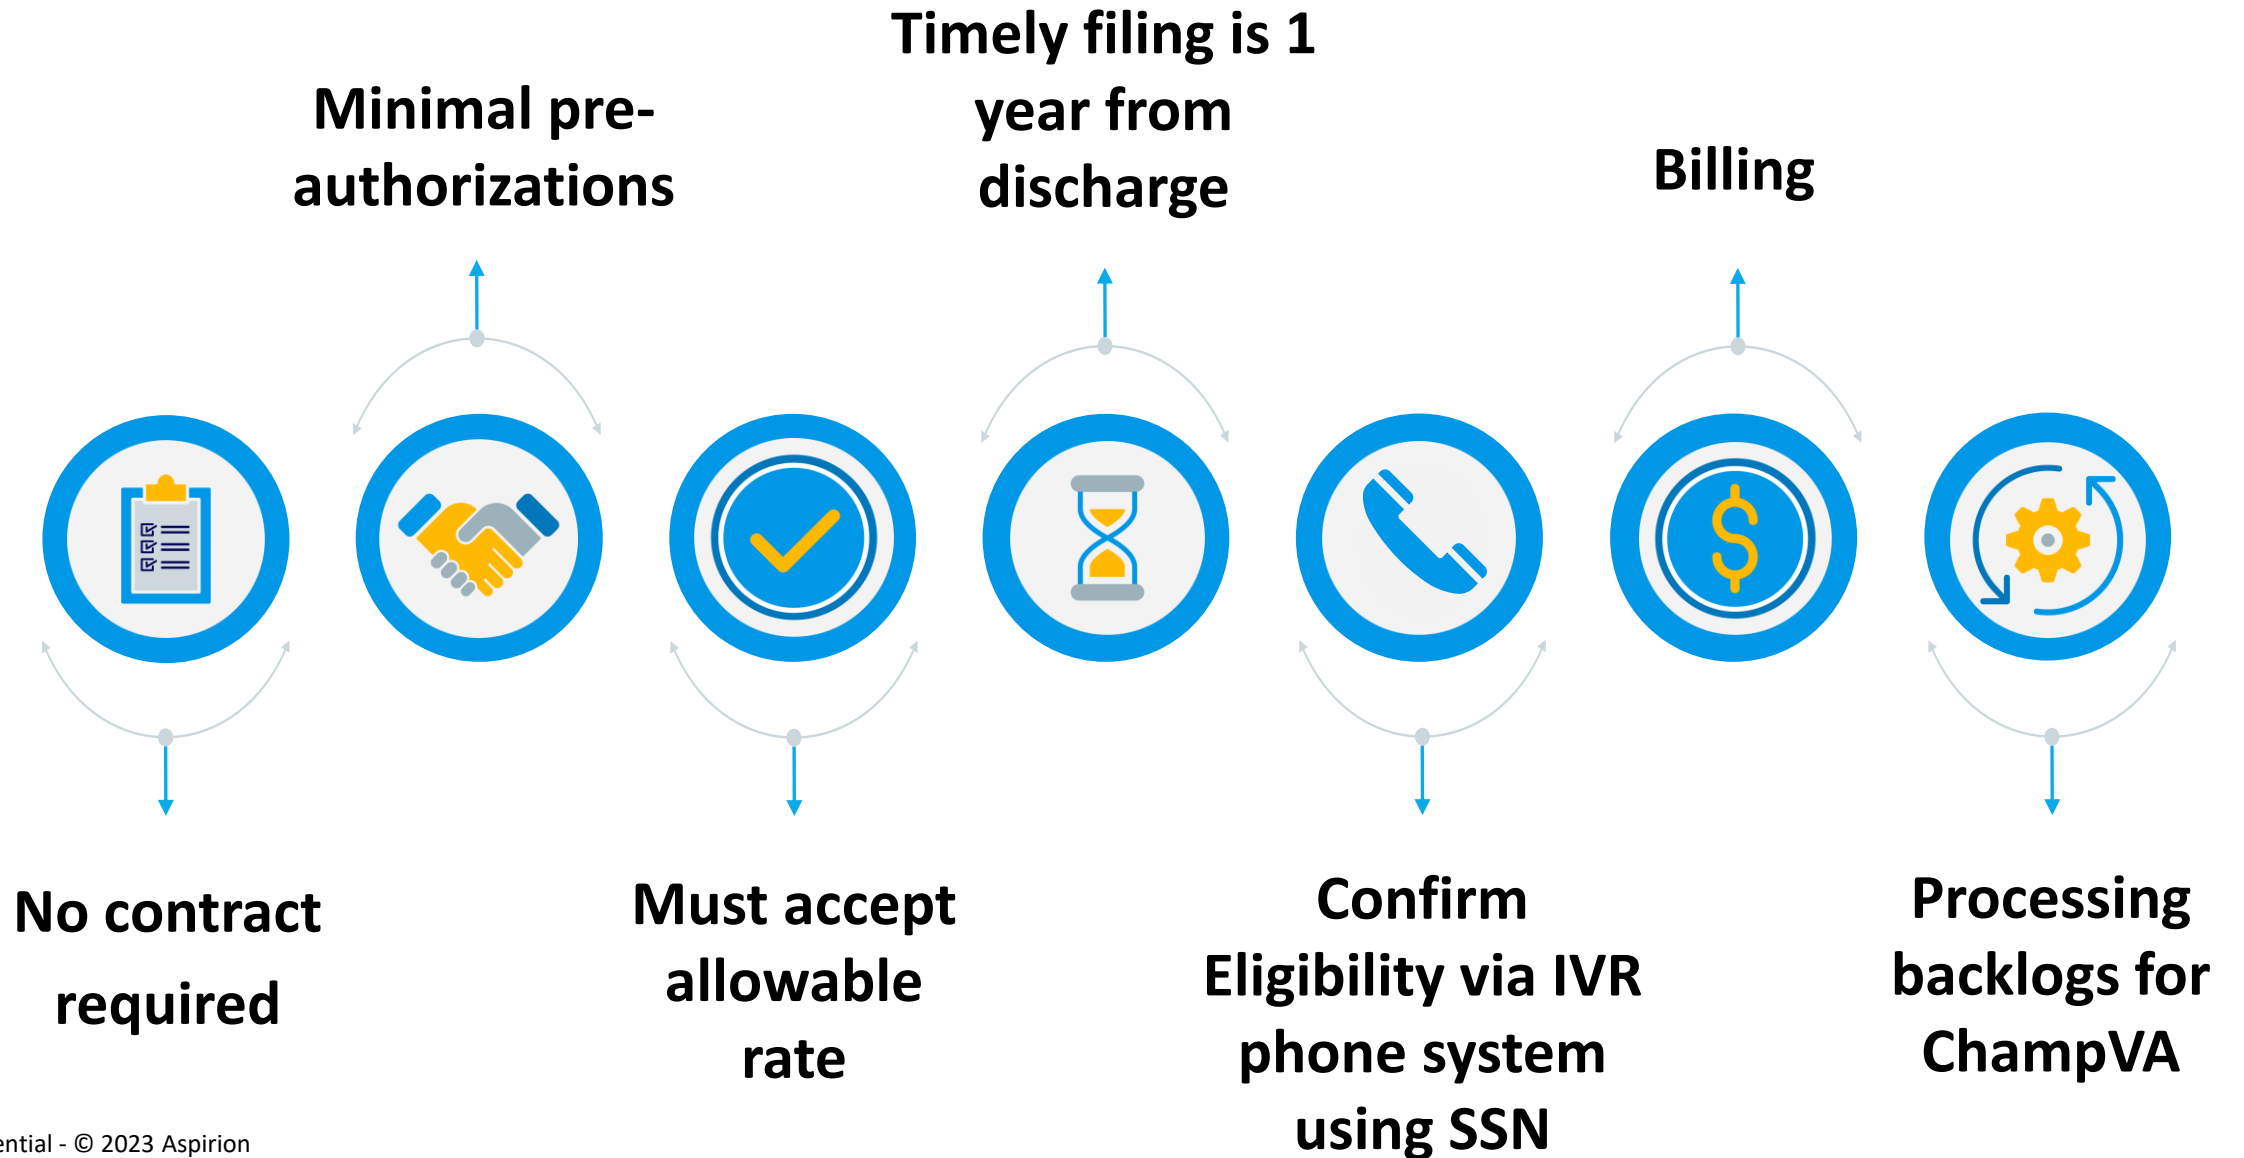 Timely filing is 1
year from
discharge
Minimal pre-
authorizations
Billing
No contract
required
Must accept
allowable
rate
Confirm
Eligibility via IVR
phone system
using SSN
Processing
backlogs for
ChampVA
ential - © 2023 Aspirion